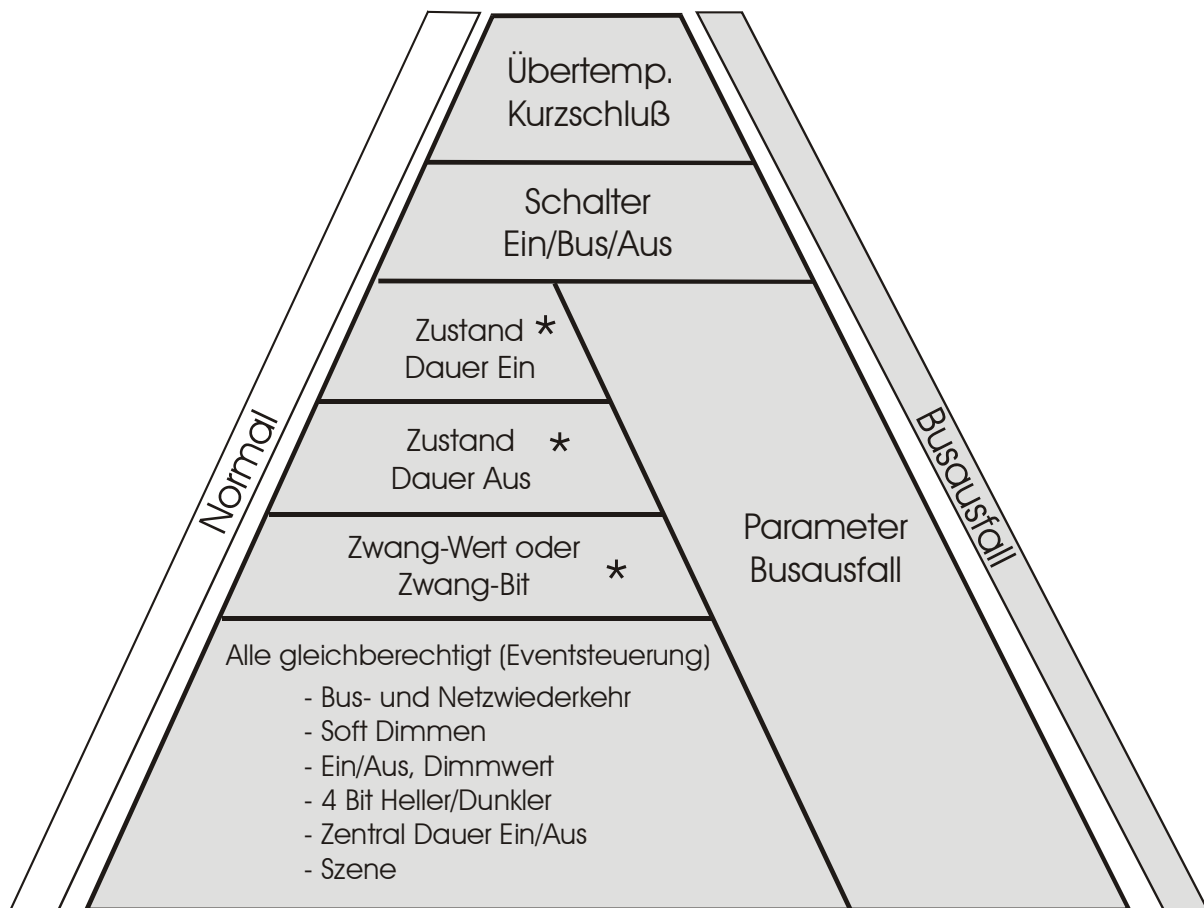 Übertemp.
Kurzschluß
Schalter
Ein/Bus/Aus
Zustand *
Dauer Ein
Zustand *
Dauer Aus
Zwang-Wert oder
Zwang-Bit *
Alle gleichberechtigt (Eventsteuerung)
- Bus- und Netzwiederkehr
- Soft Dimmen
- Ein/Aus, Dimmwert
- 4 Bit Heller/Dunkler
- Zentral Dauer Ein/Aus
- Szene
Parameter
Busausfall
Normal
Busausfall